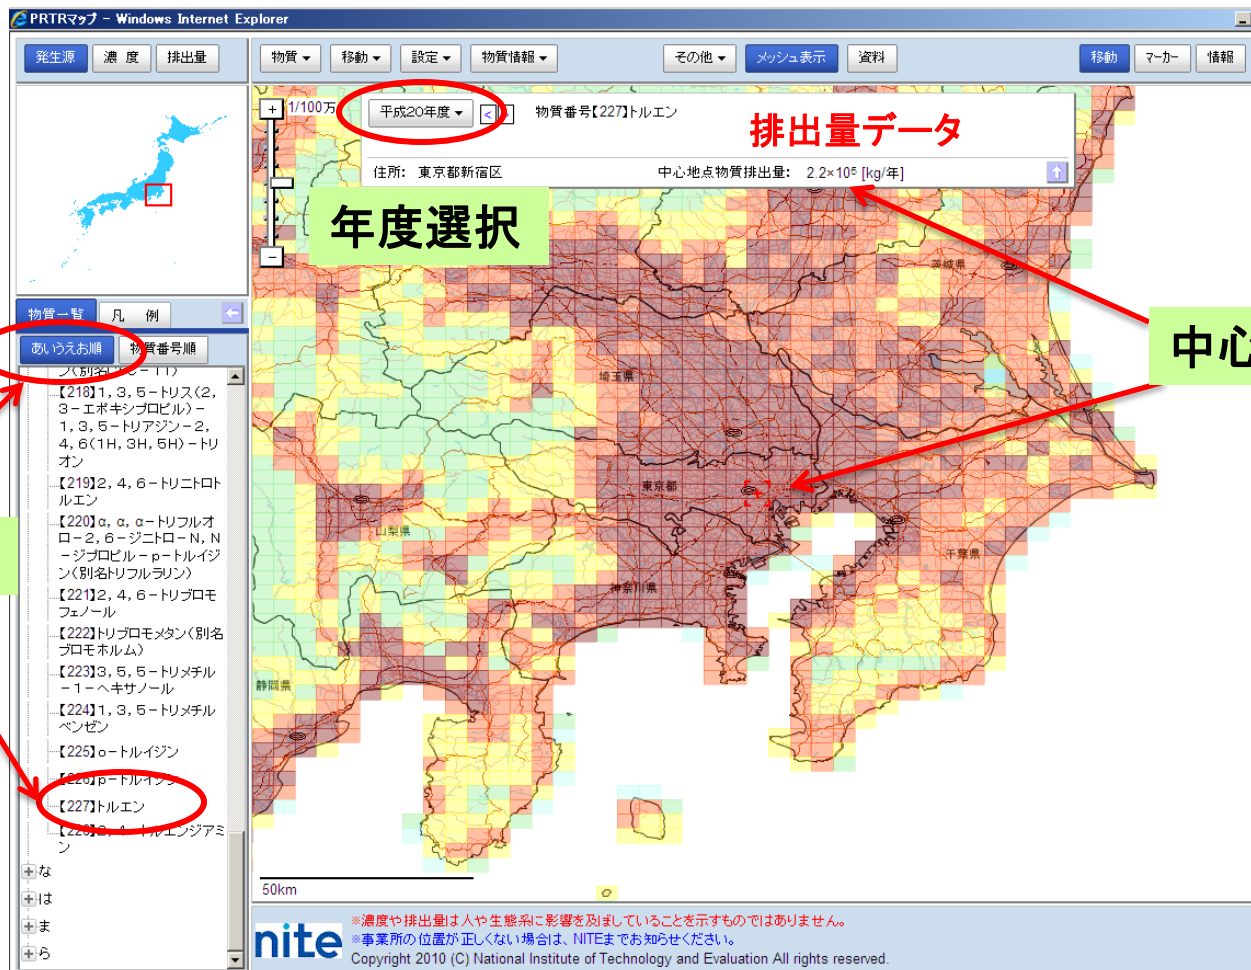 PRTRマップ - Windows Internet Explorer
発生源 濃 度 排出量 物質 移動 設定 物質情報 その他 メッシュ表示 資料 移動 マーカー 情報
1/100万 平成20年度 < 物質番号【227】トルエン
排出量データ
住所: 東京都新宿区 中心地点物質排出量: 2.2×10⁵ [kg/年]
年度選択
中心
物質一覧 凡 例
あいうえお順 物質番号順
【218】1, 3, 5-トリス(2,
3-エポキシプロピル)-
1, 3, 5-トリアジン-2,
4, 6(1H, 3H, 5H)-トリ
オン
【219】2, 4, 6-トリニトロト
ルエン
【220】α, α, α-トリフルオ
ロ-2, 6-ジニトロ-N, N
-ジプロピル-p-トルイジ
ン(別名トリフルラリン)
【221】2, 4, 6-トリブロモ
フェノール
【222】トリブロモメタン(別名
ブロモホルム)
【223】3, 5, 5-トリメチル
-1-ヘキサノール
【224】1, 3, 5-トリメチル
ベンゼン
【225】o-トルイジン
【226】p-トルイジン
【227】トルエン
【228】2, 4-トルエンジアミ
ン
な
は
ま
ら
茨城県
埼玉県
東京都
山梨県
千葉県
神奈川県
静岡県
50km
nite
※濃度や排出量は人や生態系に影響を及ぼしていることを示すものではありません。
※事業所の位置が正しくない場合は、NITEまでお知らせください。
Copyright 2010 (C) National Institute of Technology and Evaluation All rights reserved.